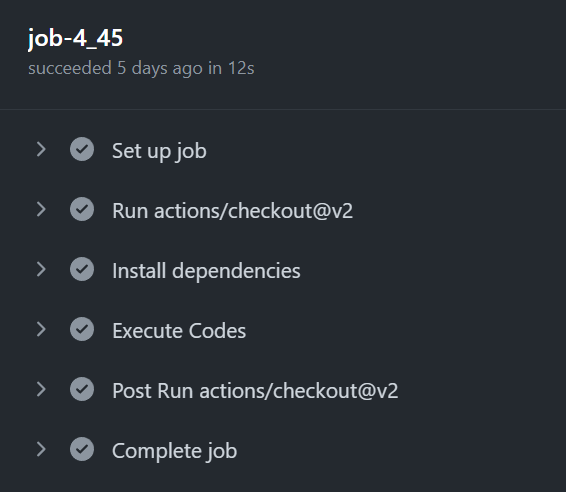 job-4_45
succeeded 5 days ago in 12s
Set up job
Run actions/checkout@v2
Install dependencies
Execute Codes
Post Run actions/checkout@v2
Complete job